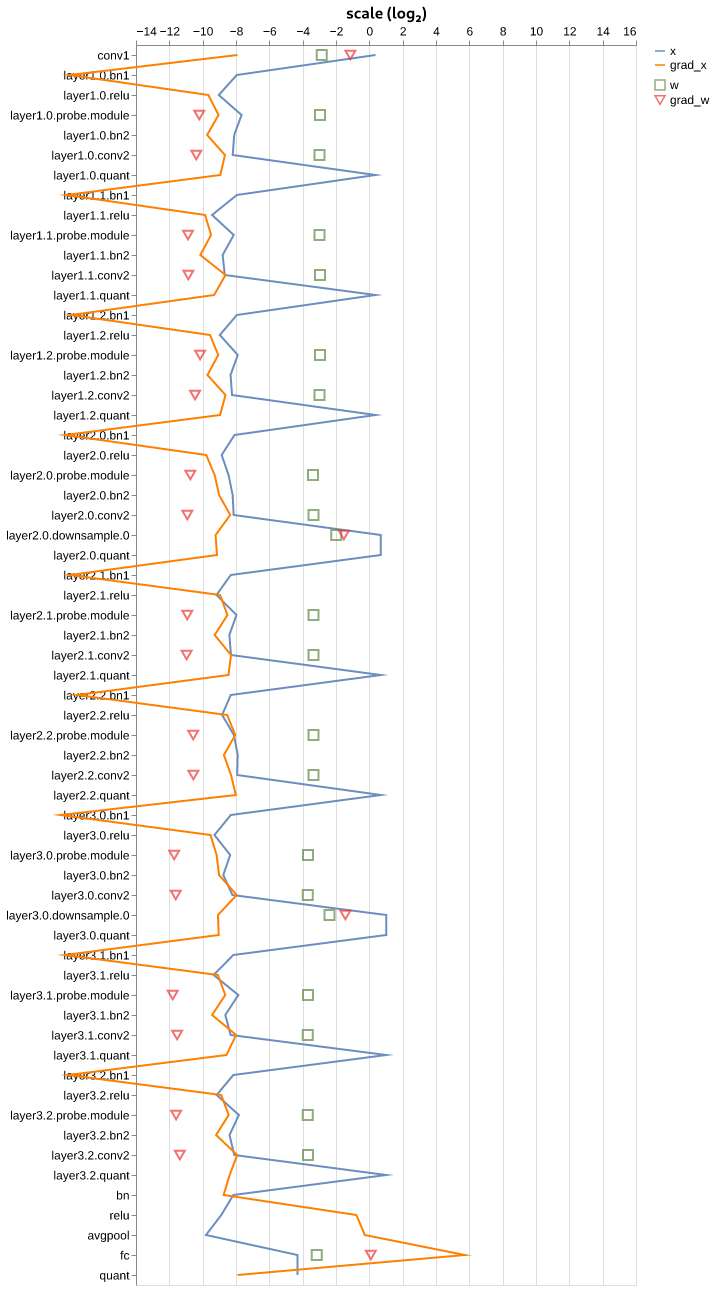 scale (log₂)
−14 −12 −10 −8 −6 −4 −2 0 2 4 6 8 10 12 14 16
x
grad_x
w
grad_w
conv1
layer1.0.bn1
layer1.0.relu
layer1.0.probe.module
layer1.0.bn2
layer1.0.conv2
layer1.0.quant
layer1.1.bn1
layer1.1.relu
layer1.1.probe.module
layer1.1.bn2
layer1.1.conv2
layer1.1.quant
layer1.2.bn1
layer1.2.relu
layer1.2.probe.module
layer1.2.bn2
layer1.2.conv2
layer1.2.quant
layer2.0.bn1
layer2.0.relu
layer2.0.probe.module
layer2.0.bn2
layer2.0.conv2
layer2.0.downsample.0
layer2.0.quant
layer2.1.bn1
layer2.1.relu
layer2.1.probe.module
layer2.1.bn2
layer2.1.conv2
layer2.1.quant
layer2.2.bn1
layer2.2.relu
layer2.2.probe.module
layer2.2.bn2
layer2.2.conv2
layer2.2.quant
layer3.0.bn1
layer3.0.relu
layer3.0.probe.module
layer3.0.bn2
layer3.0.conv2
layer3.0.downsample.0
layer3.0.quant
layer3.1.bn1
layer3.1.relu
layer3.1.probe.module
layer3.1.bn2
layer3.1.conv2
layer3.1.quant
layer3.2.bn1
layer3.2.relu
layer3.2.probe.module
layer3.2.bn2
layer3.2.conv2
layer3.2.quant
bn
relu
avgpool
fc
quant